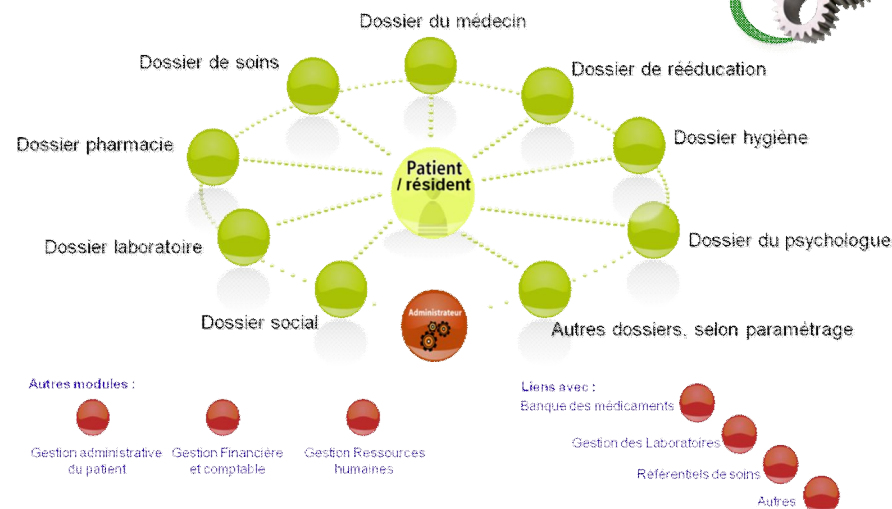 Dossier du médecin
Dossier de soins
Dossier de rééducation
Dossier pharmacie
Dossier hygiène
Patient
/ résident
Dossier laboratoire
Dossier du psychologue
Dossier social
Administrateur
Autres dossiers, selon paramétrage
Autres modules :
Gestion administrative
du patient
Gestion Financière
et comptable
Gestion Ressources
humaines
Liens avec :
Banque des médicaments
Gestion des Laboratoires
Référentiels de soins
Autres